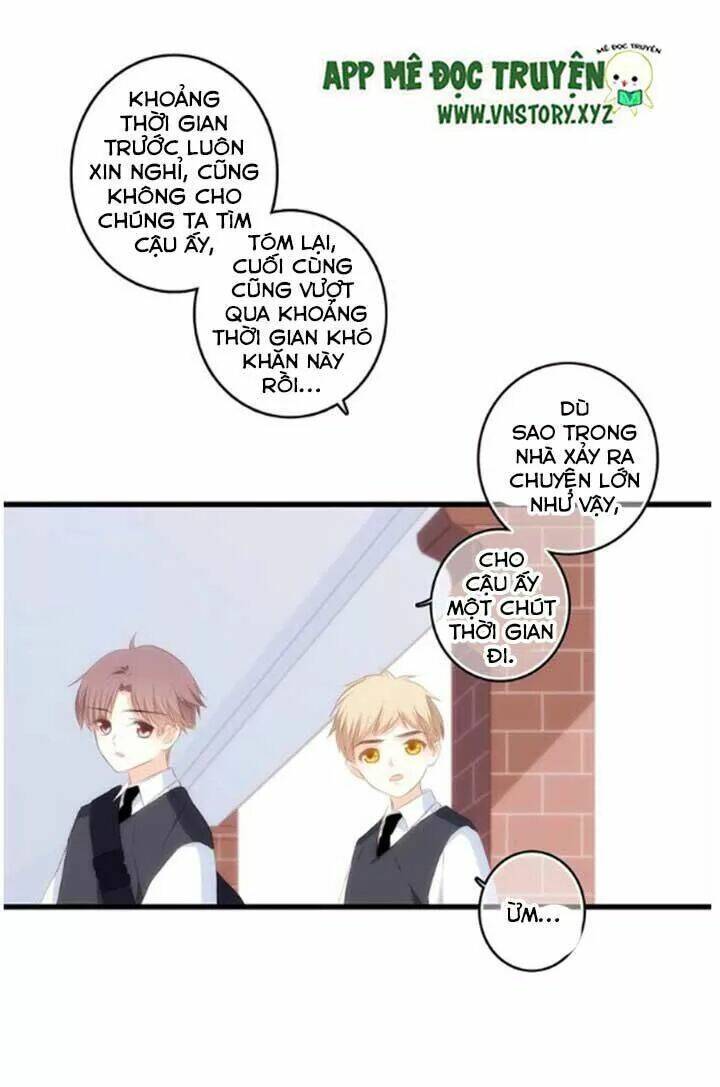 MÊ ĐỌC TRUYỆN
APP MÊ ĐỌC TRUYỆN
WWW.VNSTORY.XYZ
KHOẢNG
THỜI GIAN
TRƯỚC LUÔN
XIN NGHỈ, CŨNG
KHÔNG CHO
CHÚNG TA TÌM
CẬU ẤY,
TÓM LẠI,
CUỐI CÙNG
CŨNG VƯỢT
QUA KHOẢNG
THỜI GIAN KHÓ
KHĂN NÀY
RỒI...
DÙ
SAO TRONG
NHÀ XẢY RA
CHUYỆN LỚN
NHƯ VẬY,
CHO
CẬU ẤY
MỘT CHÚT
THỜI GIAN
ĐI.
ỪM...